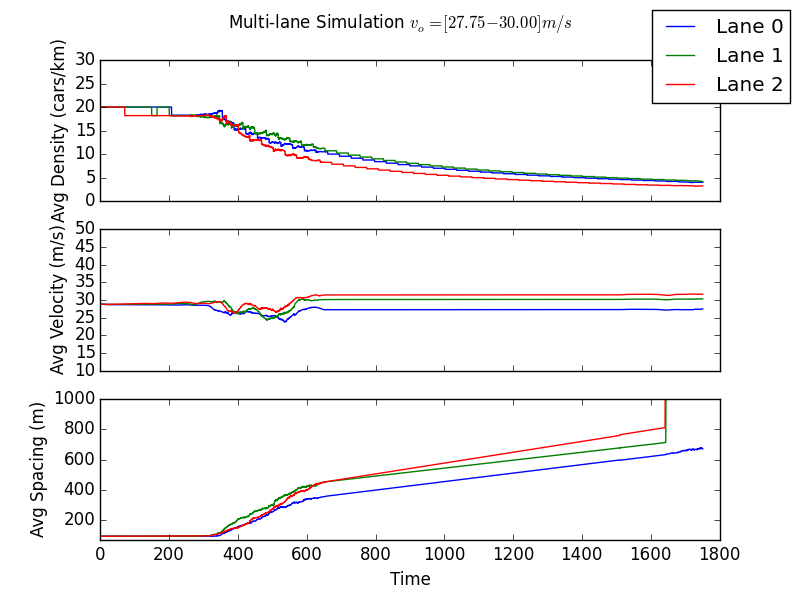 Multi-lane Simulation v_o = [27.75−30.00]m/s
Lane 0
Lane 1
Lane 2
Avg Density (cars/km)
30
25
20
15
10
5
0
Avg Velocity (m/s)
50
45
40
35
30
25
20
15
10
Avg Spacing (m)
1000
800
600
400
200
0 200 400 600 800 1000 1200 1400 1600 1800
Time